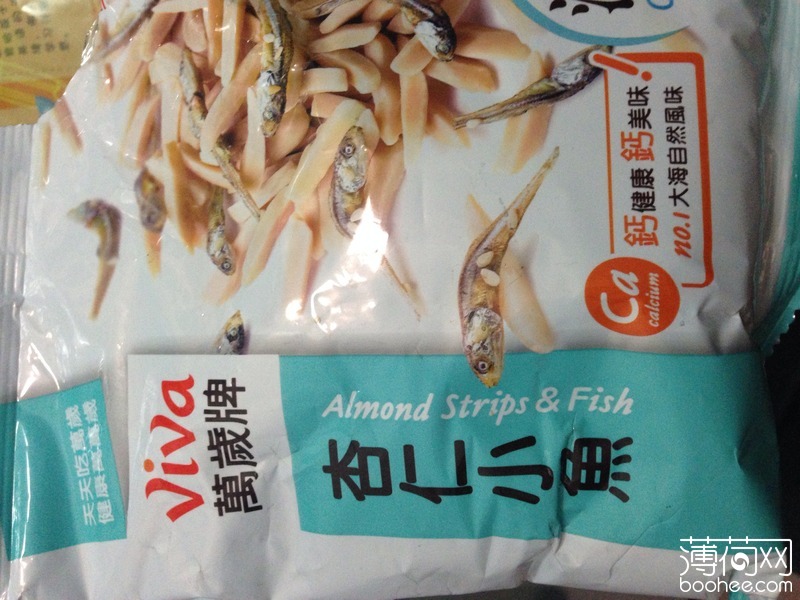 Viva
萬歲牌
Almond Strips & Fish
杏仁小魚
天天吃萬歲
健康萬萬歲
Ca
calcium
鈣健康 鈣美味!
no.1 大海自然風味
薄荷网
boohee.com